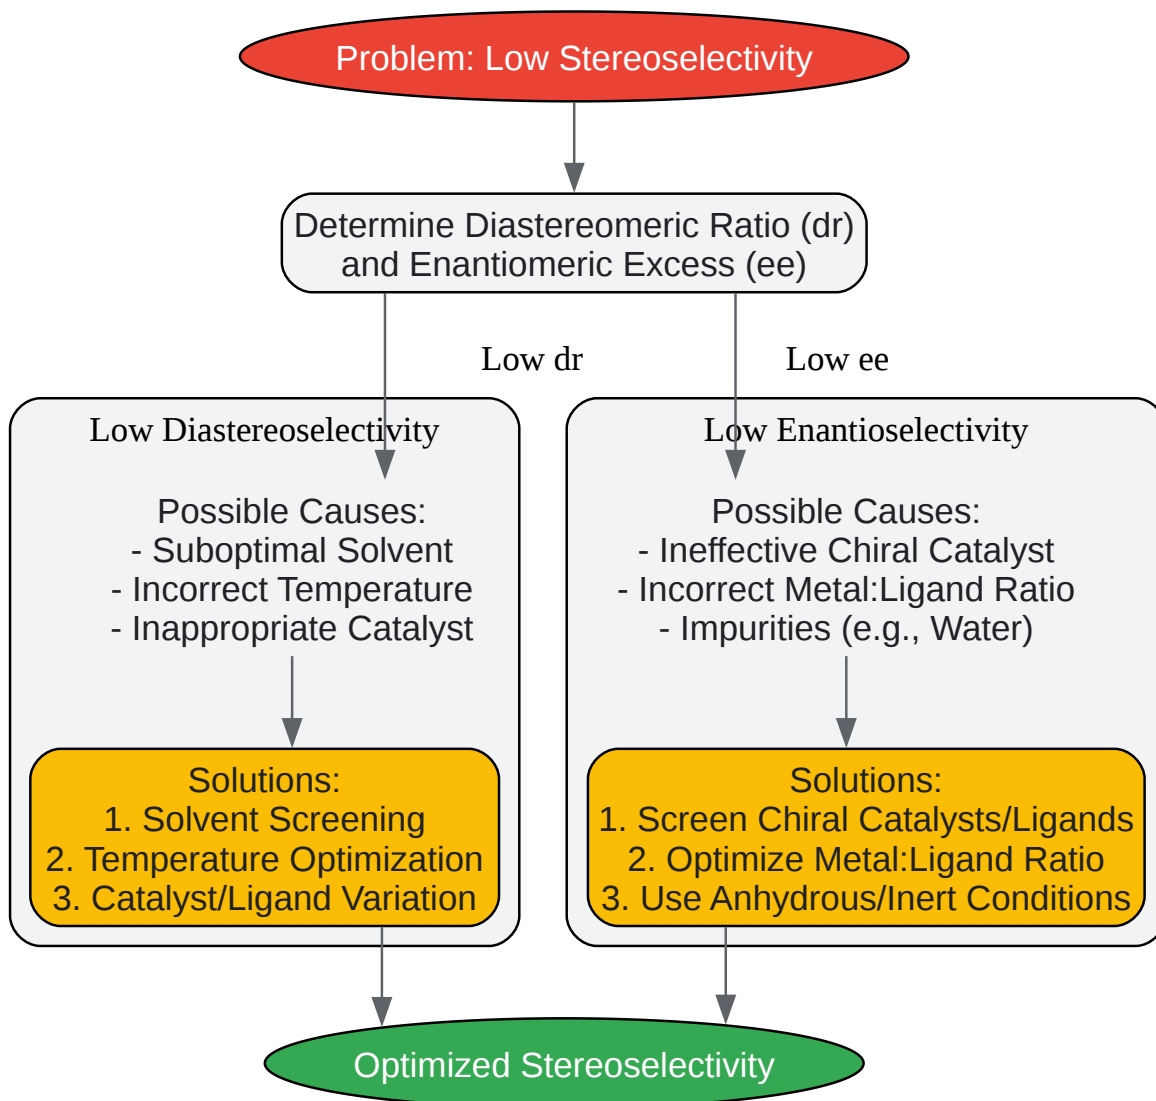 Problem: Low Stereoselectivity
Determine Diastereomeric Ratio (dr)
and Enantiomeric Excess (ee)
Low dr
Low ee
Low Diastereoselectivity
Possible Causes:
- Suboptimal Solvent
- Incorrect Temperature
- Inappropriate Catalyst
Solutions:
1. Solvent Screening
2. Temperature Optimization
3. Catalyst/Ligand Variation
Low Enantioselectivity
Possible Causes:
- Ineffective Chiral Catalyst
- Incorrect Metal:Ligand Ratio
- Impurities (e.g., Water)
Solutions:
1. Screen Chiral Catalysts/Ligands
2. Optimize Metal:Ligand Ratio
3. Use Anhydrous/Inert Conditions
Optimized Stereoselectivity